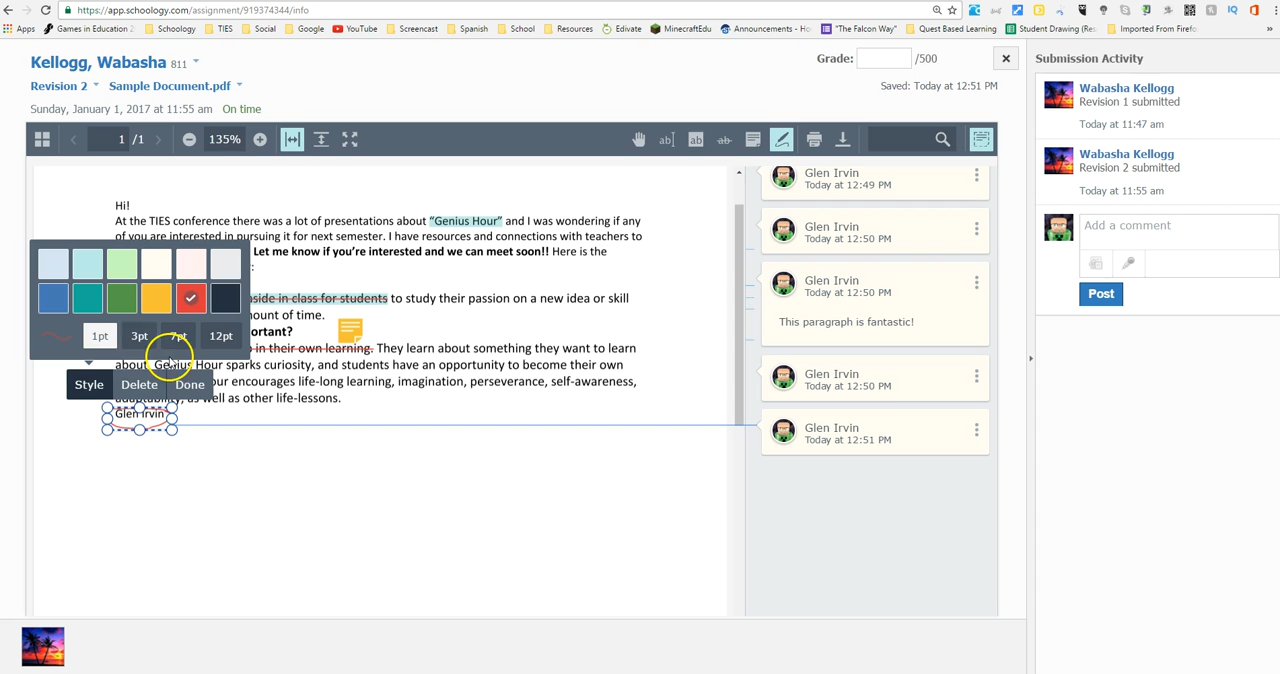 https://app.schoology.com/assignment/919374344/info
Apps Games in Education Schoology TIES Social Google YouTube Screencast Spanish School Resources Edivate MinecraftEdu Announcements - Ho "The Falcon Way" Quest Based Learning Student Drawing (Res Imported From Firefo »
Kellogg, Wabasha 811
Grade: /500
Revision 2 Sample Document.pdf
Saved: Today at 12:51 PM
Sunday, January 1, 2017 at 11:55 am On time
1 /1 135%
Hi!
At the TIES conference there was a lot of presentations about “Genius Hour” and I was wondering if any
of you are interested in pursuing it for next semester. I have resources and connections with teachers to
Let me know if you’re interested and we can meet soon!! Here is the
in class for students to study their passion on a new idea or skill
of time.
in their own learning. They learn about something they want to learn
about. Genius Hour sparks curiosity, and students have an opportunity to become their own
encourages life-long learning, imagination, perseverance, self-awareness,
as well as other life-lessons.
Glen Irvin
1pt 3pt 7pt 12pt
Style Delete Done
Glen Irvin
Today at 12:49 PM
Glen Irvin
Today at 12:50 PM
Glen Irvin
Today at 12:50 PM
This paragraph is fantastic!
Glen Irvin
Today at 12:50 PM
Glen Irvin
Today at 12:51 PM
Submission Activity
Wabasha Kellogg
Revision 1 submitted
Today at 11:47 am
Wabasha Kellogg
Revision 2 submitted
Today at 11:55 am
Add a comment
Post